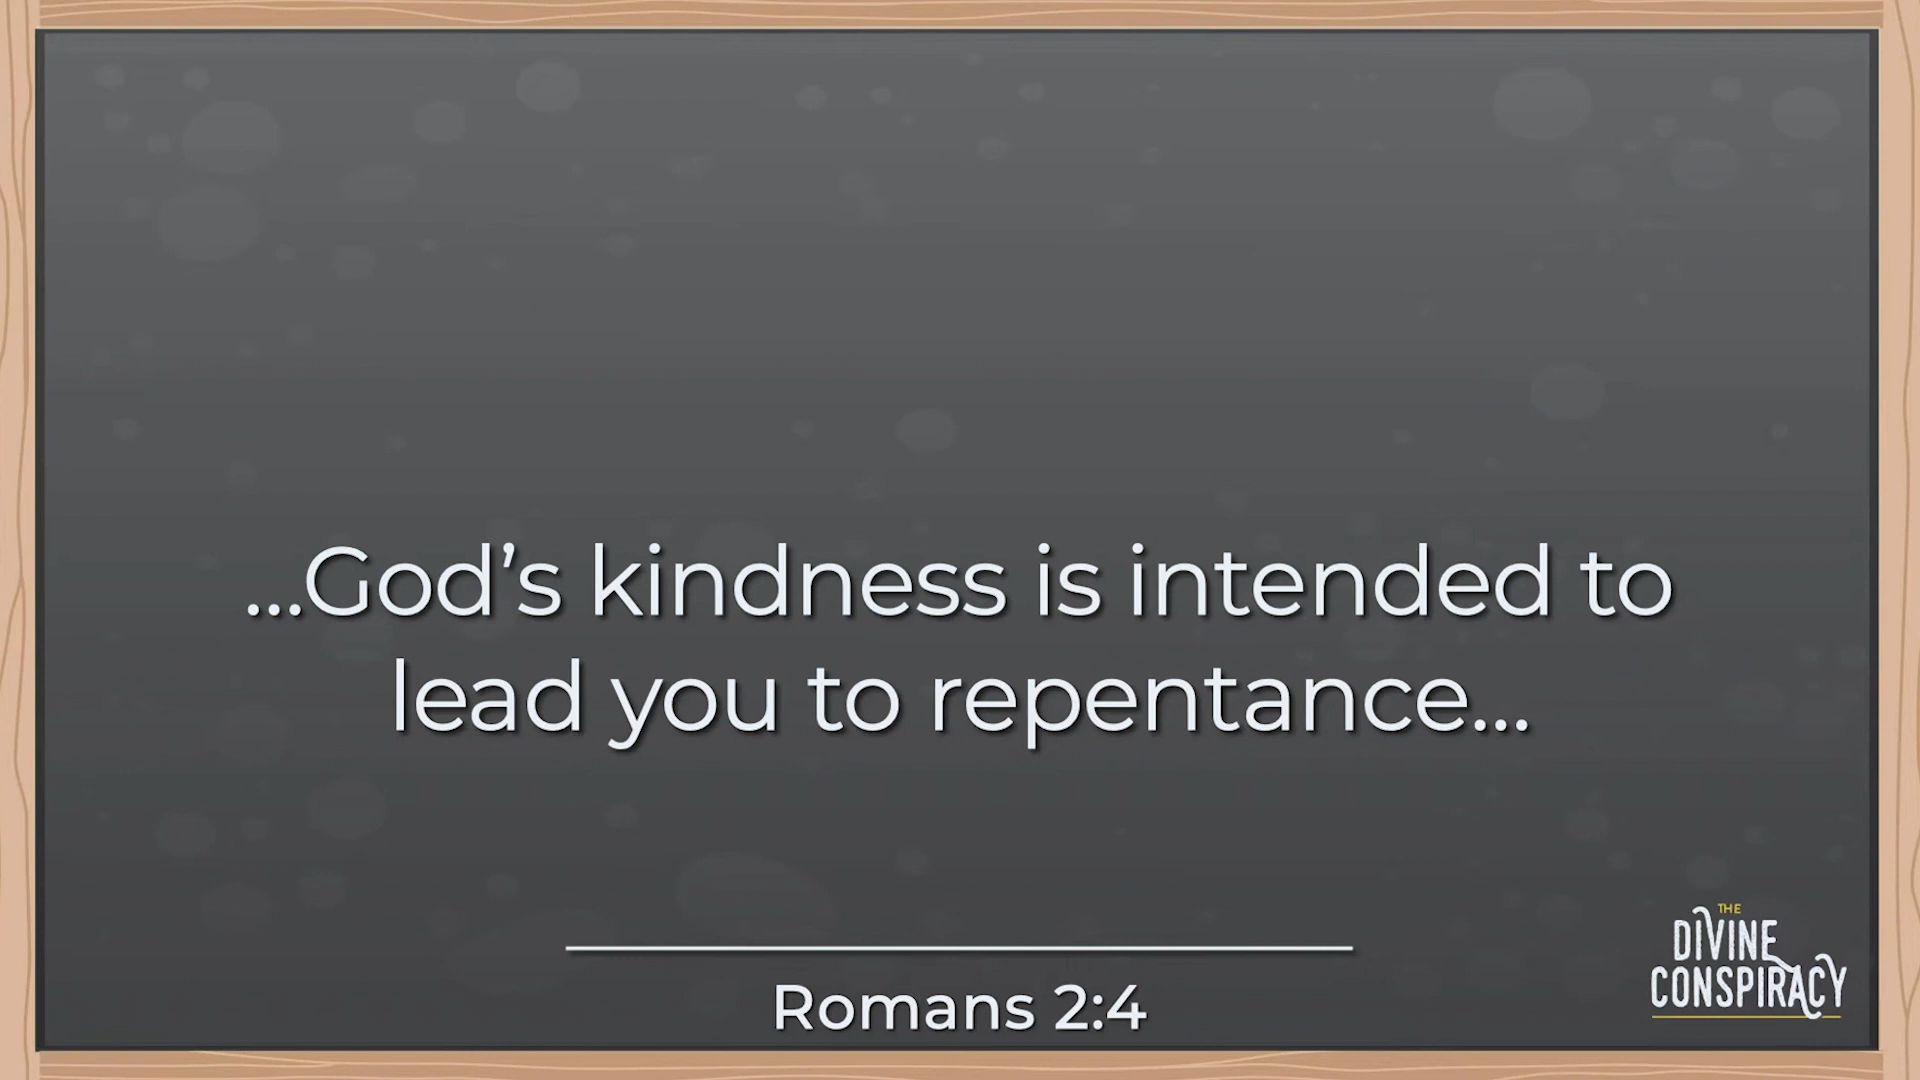 ...God’s kindness is intended to
lead you to repentance...
Romans 2:4
THE
DIVINE
CONSPIRACY